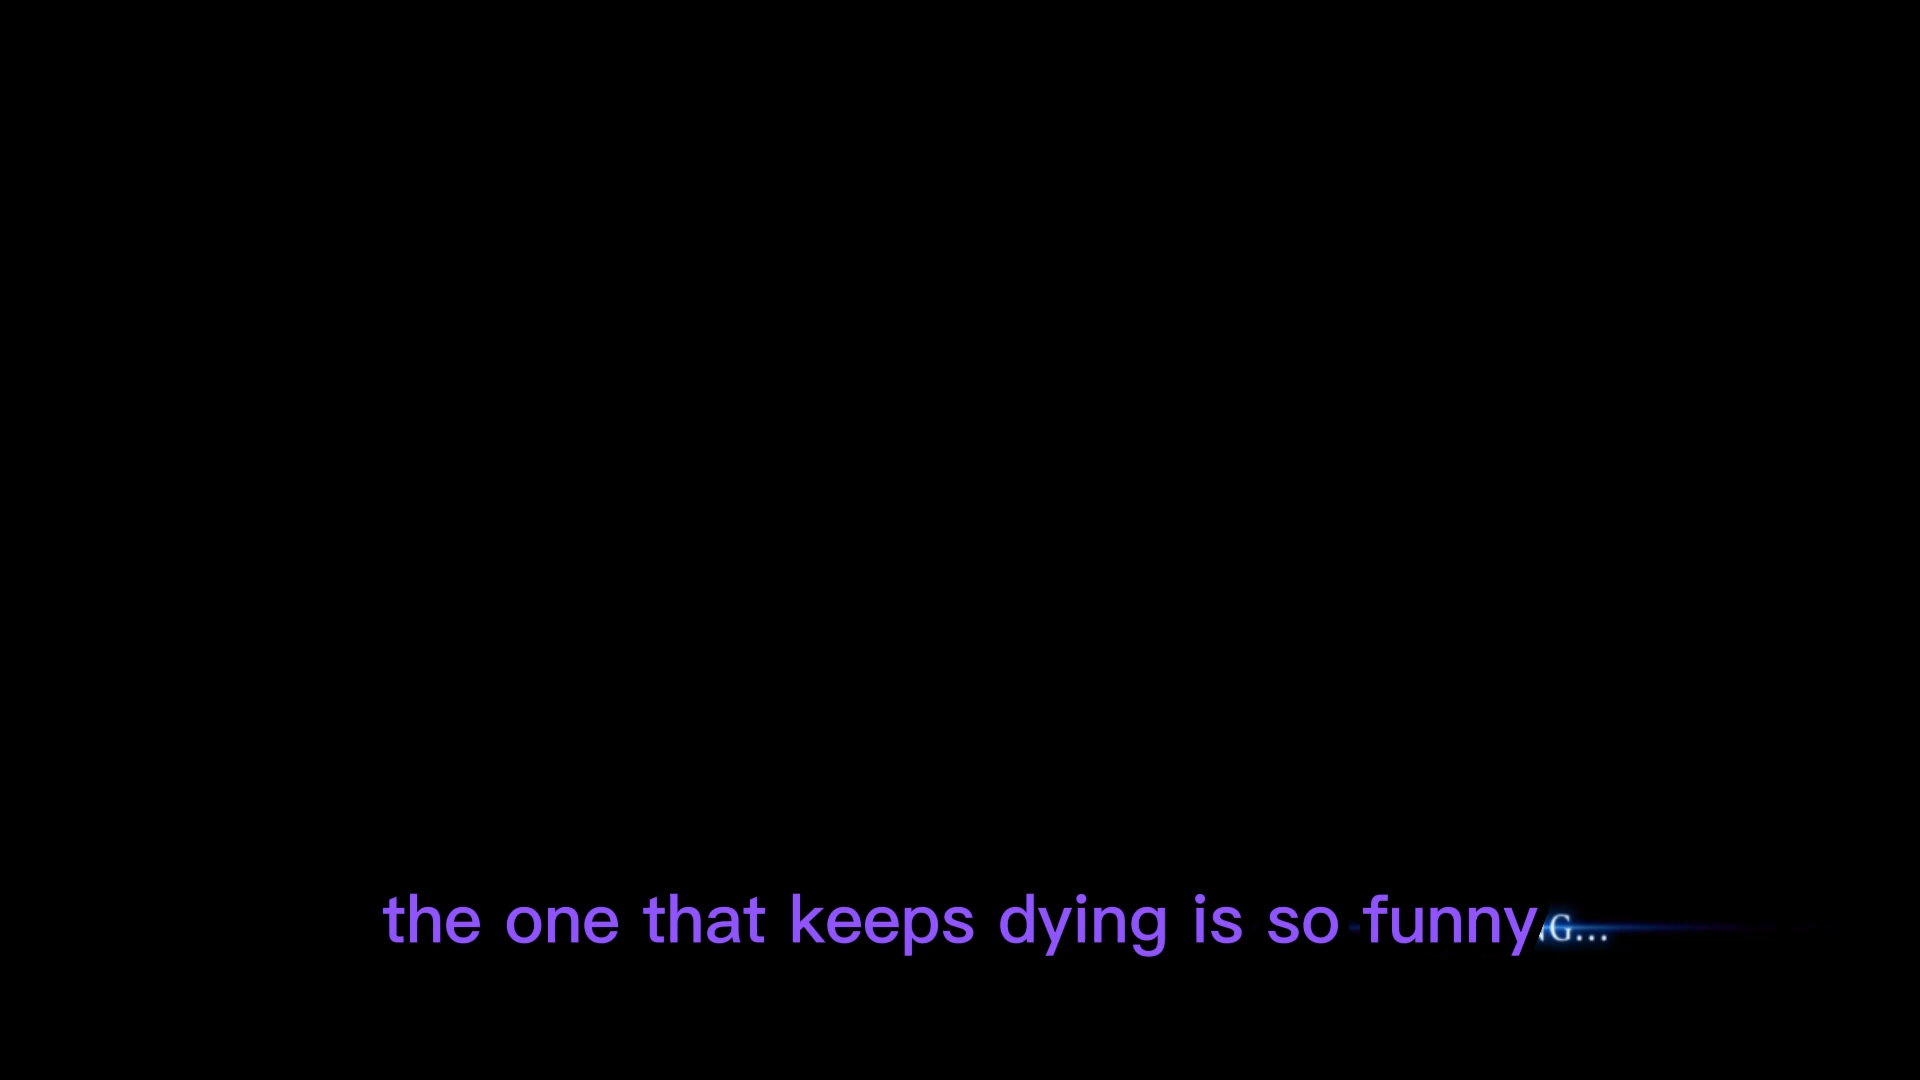 the one that keeps dying is so funny
G...